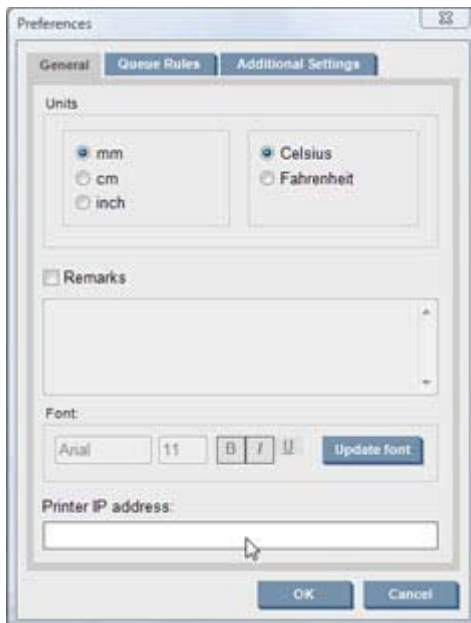 Preferences
General Queue Rules Additional Settings
Units
mm Celsius
cm Fahrenheit
inch
Remarks
Font:
Arial 11 B I U Update font
Printer IP address:
OK Cancel